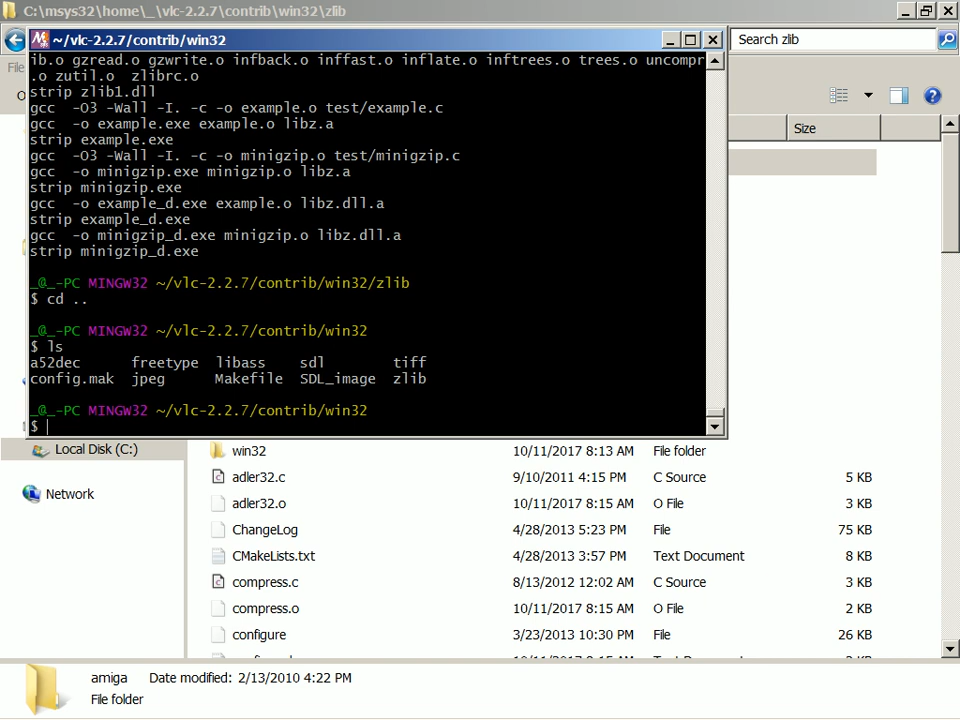 C:\msys32\home\_\vlc-2.2.7\contrib\win32\zlib
~/vlc-2.2.7/contrib/win32
Search zlib
ib.o gzread.o gzwrite.o infback.o inffast.o inflate.o inftrees.o trees.o uncompr
.o zutil.o  zlibrc.o
strip zlib1.dll
gcc  -O3 -Wall -I. -c -o example.o test/example.c
gcc  -o example.exe example.o libz.a
strip example.exe
gcc  -O3 -Wall -I. -c -o minigzip.o test/minigzip.c
gcc  -o minigzip.exe minigzip.o libz.a
strip minigzip.exe
gcc  -o example_d.exe example.o libz.dll.a
strip example_d.exe
gcc  -o minigzip_d.exe minigzip.o libz.dll.a
strip minigzip_d.exe
_@_-PC MINGW32 ~/vlc-2.2.7/contrib/win32/zlib
$ cd ..
_@_-PC MINGW32 ~/vlc-2.2.7/contrib/win32
$ ls
a52dec      freetype  libass    sdl        tiff
config.mak  jpeg      Makefile  SDL_image  zlib
_@_-PC MINGW32 ~/vlc-2.2.7/contrib/win32
$
Size
Local Disk (C:)
Network
win32 10/11/2017 8:13 AM File folder
adler32.c 9/10/2011 4:15 PM C Source 5 KB
adler32.o 10/11/2017 8:15 AM O File 3 KB
ChangeLog 4/28/2013 5:23 PM File 75 KB
CMakeLists.txt 4/28/2013 3:57 PM Text Document 8 KB
compress.c 8/13/2012 12:02 AM C Source 3 KB
compress.o 10/11/2017 8:15 AM O File 2 KB
configure 3/23/2013 10:30 PM File 26 KB
amiga Date modified: 2/13/2010 4:22 PM
File folder